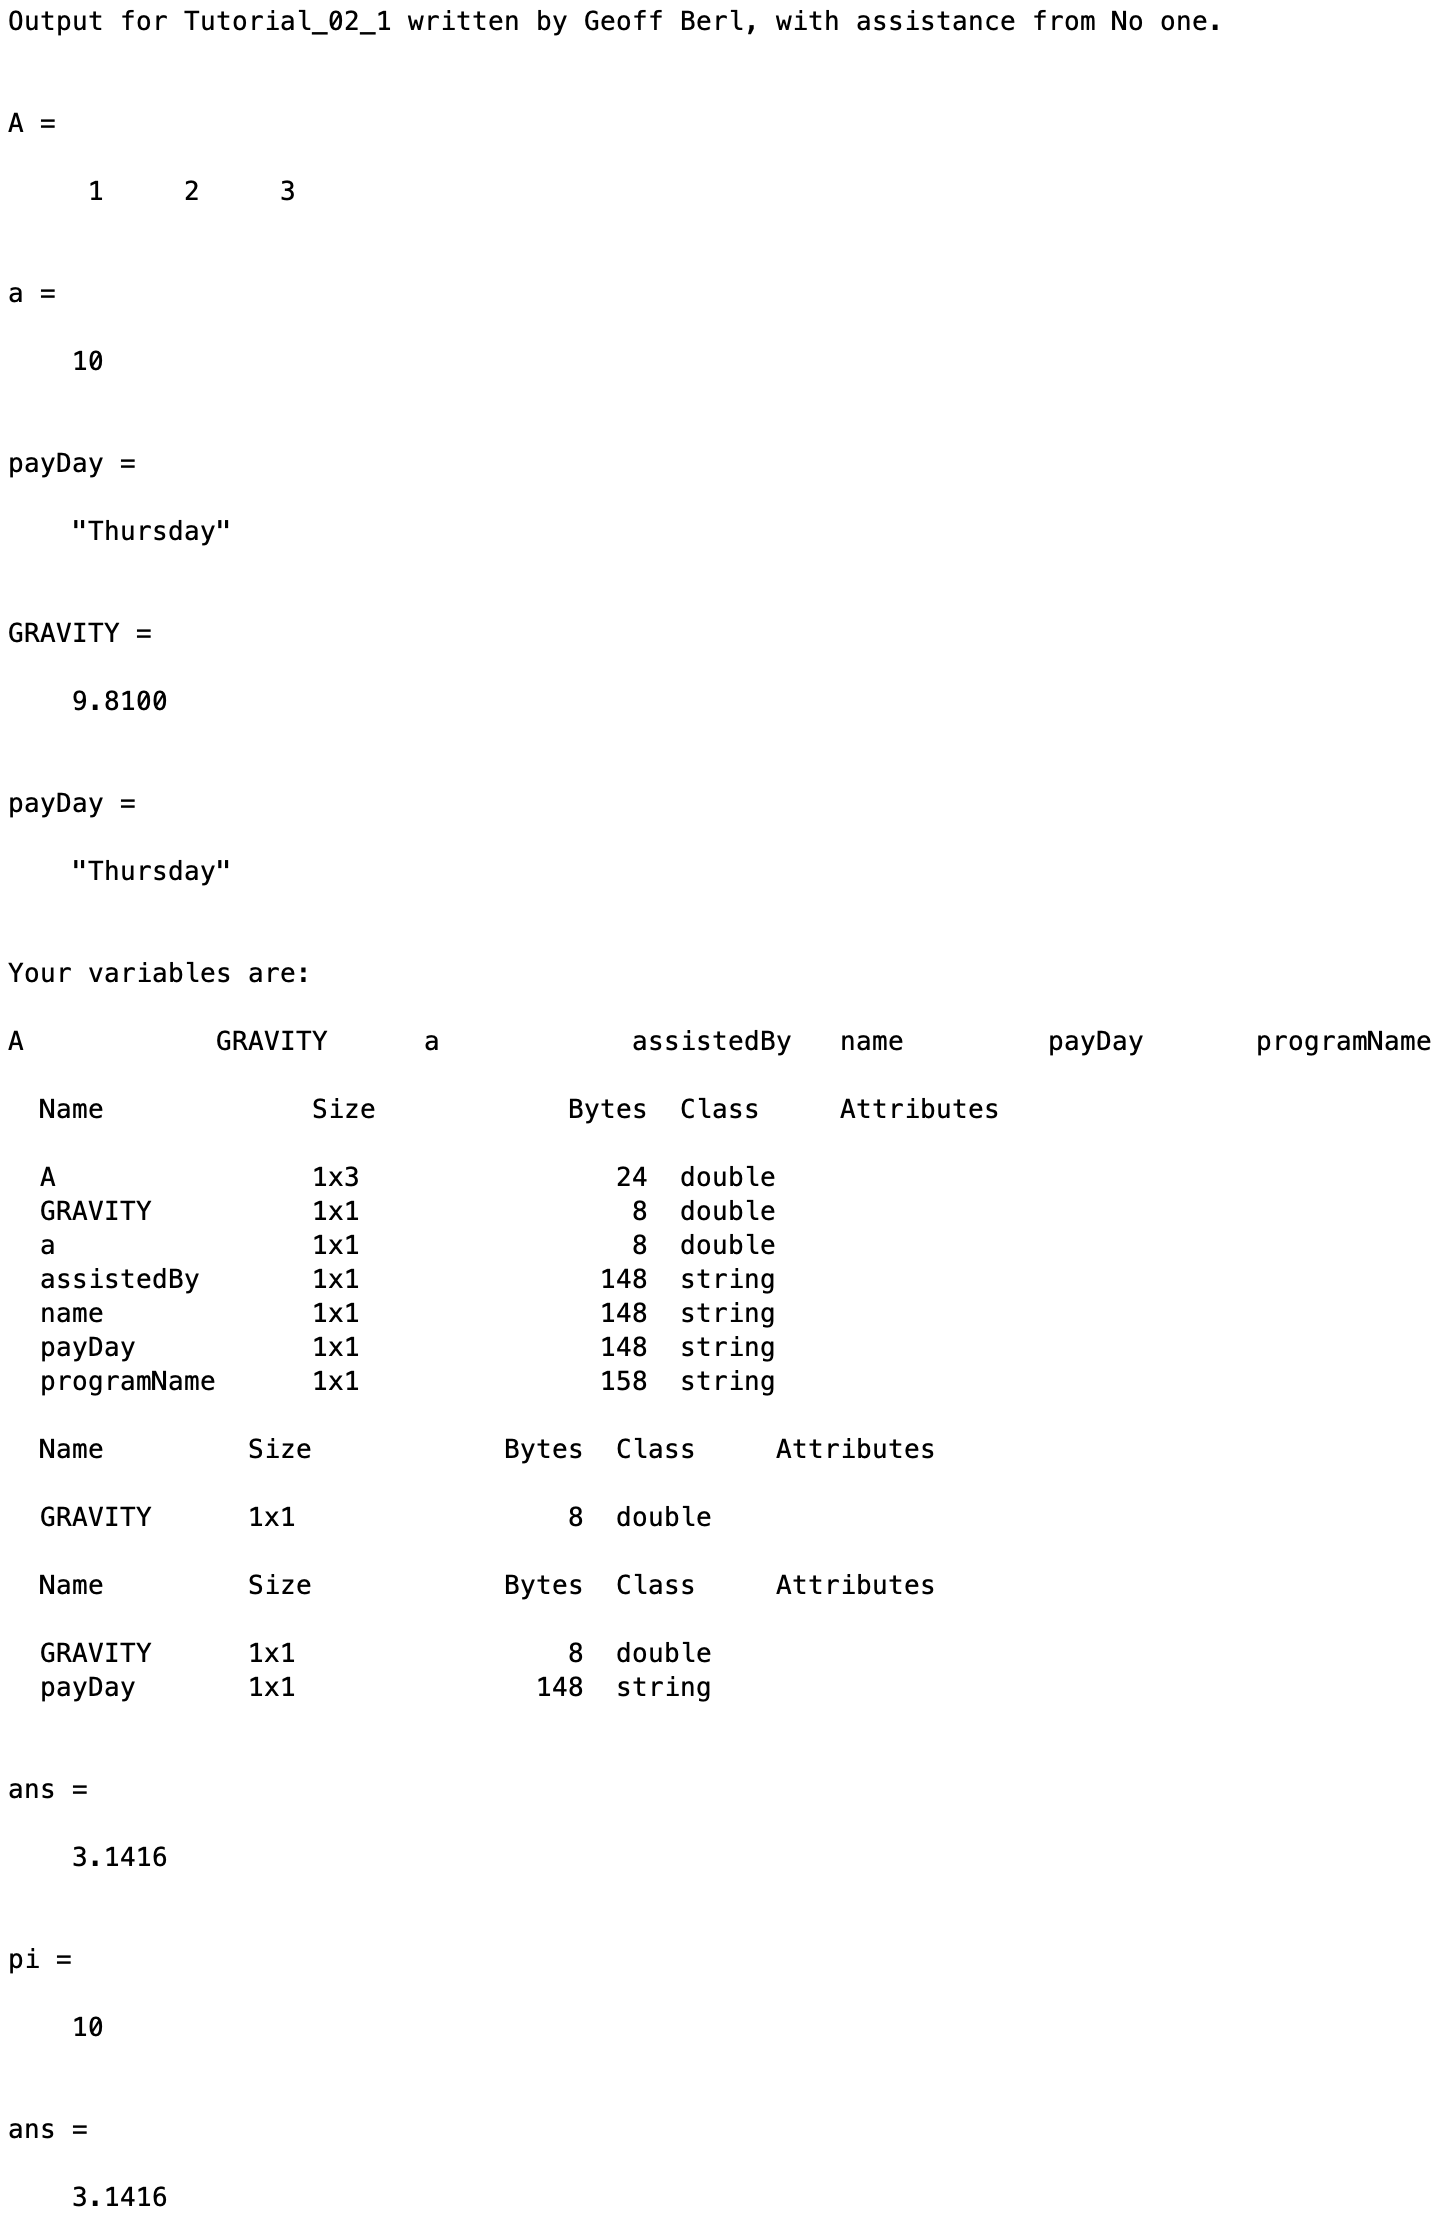 Output for Tutorial_02_1 written by Geoff Berl, with assistance from No one.
A =
1 2 3
a =
10
payDay =
"Thursday"
GRAVITY =
9.8100
payDay =
"Thursday"
Your variables are:
A GRAVITY a assistedBy name payDay programName
Name Size Bytes Class Attributes
A 1x3 24 double
GRAVITY 1x1 8 double
a 1x1 8 double
assistedBy 1x1 148 string
name 1x1 148 string
payDay 1x1 148 string
programName 1x1 158 string
Name Size Bytes Class Attributes
GRAVITY 1x1 8 double
Name Size Bytes Class Attributes
GRAVITY 1x1 8 double
payDay 1x1 148 string
ans =
3.1416
pi =
10
ans =
3.1416